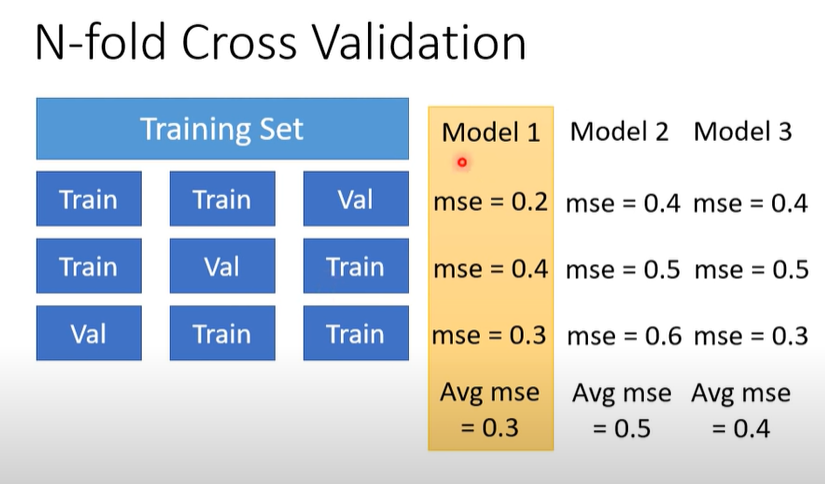 N-fold Cross Validation
Training Set Model 1 Model 2 Model 3
Train Train Val mse = 0.2 mse = 0.4 mse = 0.4
Train Val Train mse = 0.4 mse = 0.5 mse = 0.5
Val Train Train mse = 0.3 mse = 0.6 mse = 0.3
Avg mse Avg mse Avg mse
= 0.3 = 0.5 = 0.4